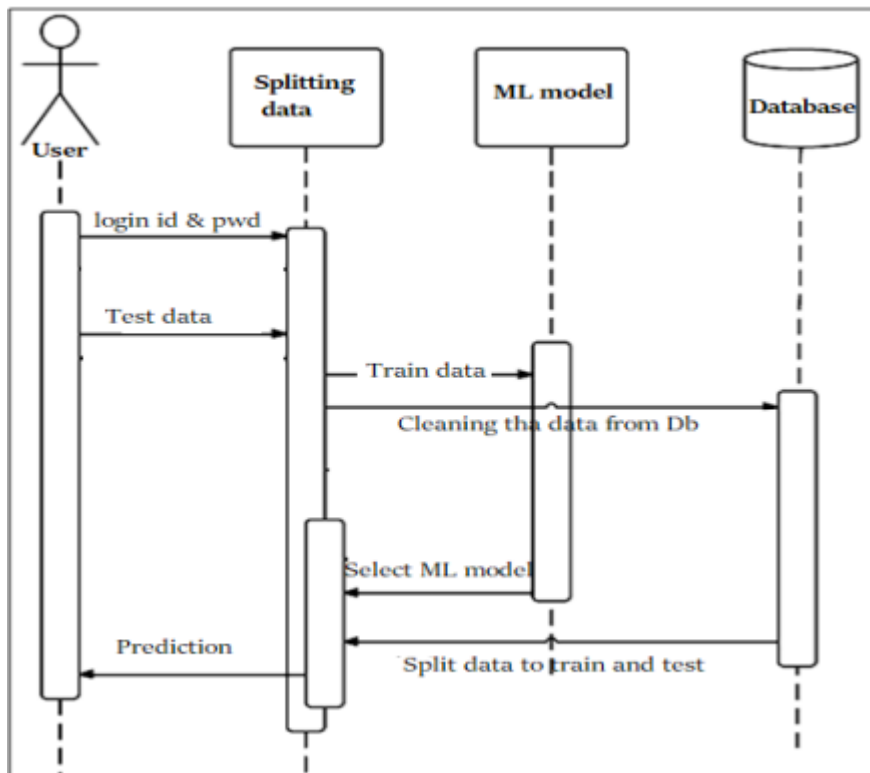 User
Splitting
data
ML model
Database
login id & pwd
Test data
Train data
Cleaning tha data from Db
Select ML model
Split data to train and test
Prediction